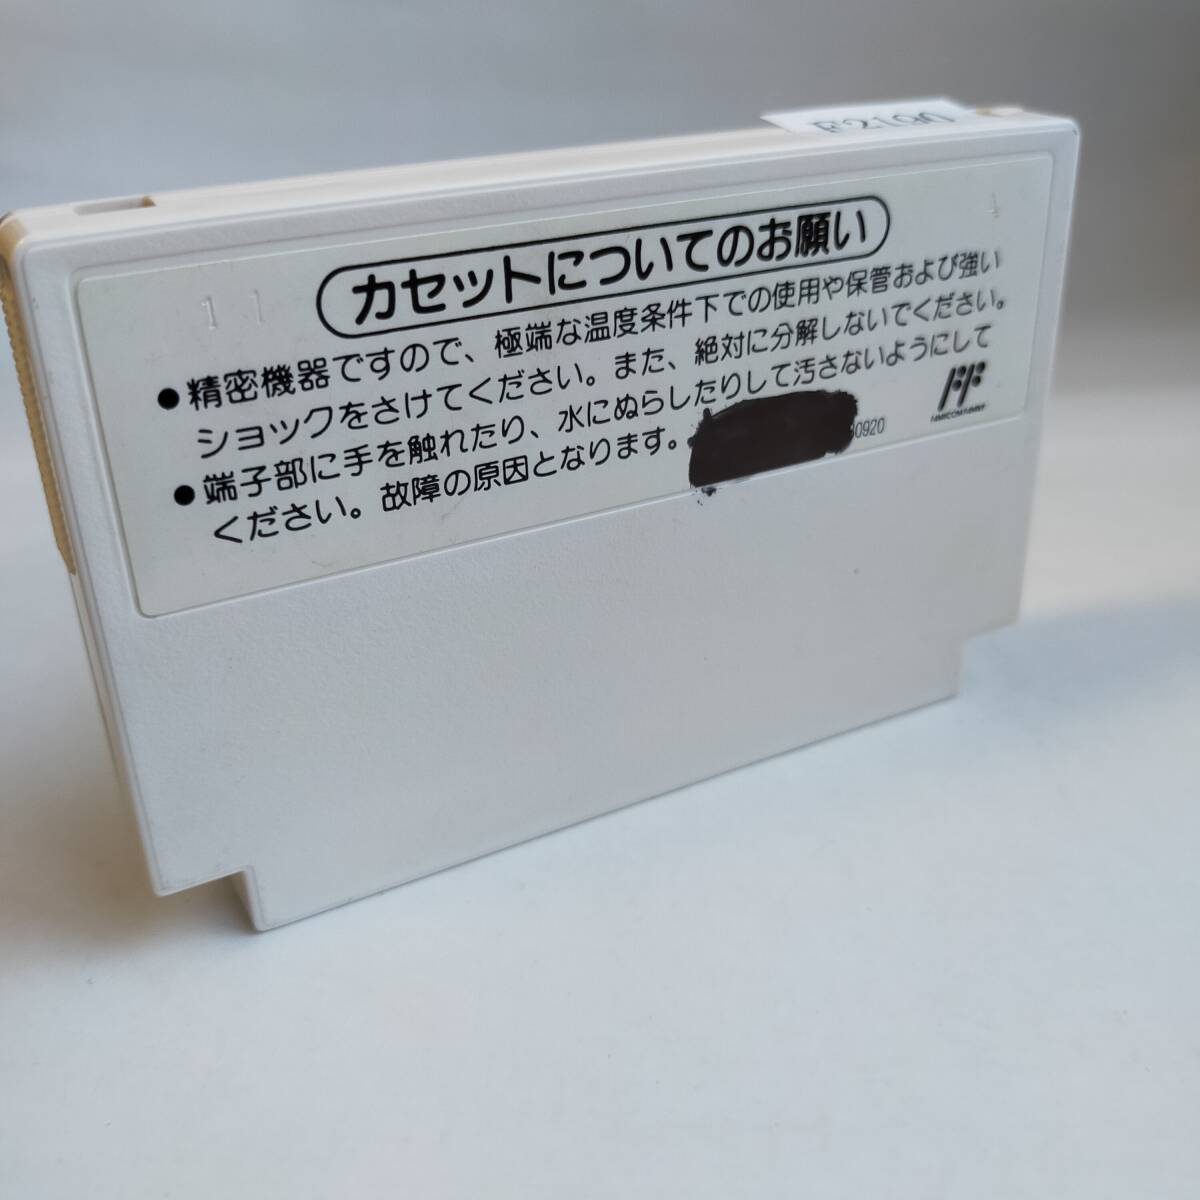 F2190
11
カセットについてのお願い
●精密機器ですので、極端な温度条件下での使用や保管および強い
ショックをさけてください。また、絶対に分解しないでください。
●端子部に手を触れたり、水にぬらしたりして汚さないようにして
ください。故障の原因となります。
0920
FF
FAMICOM FAMILY